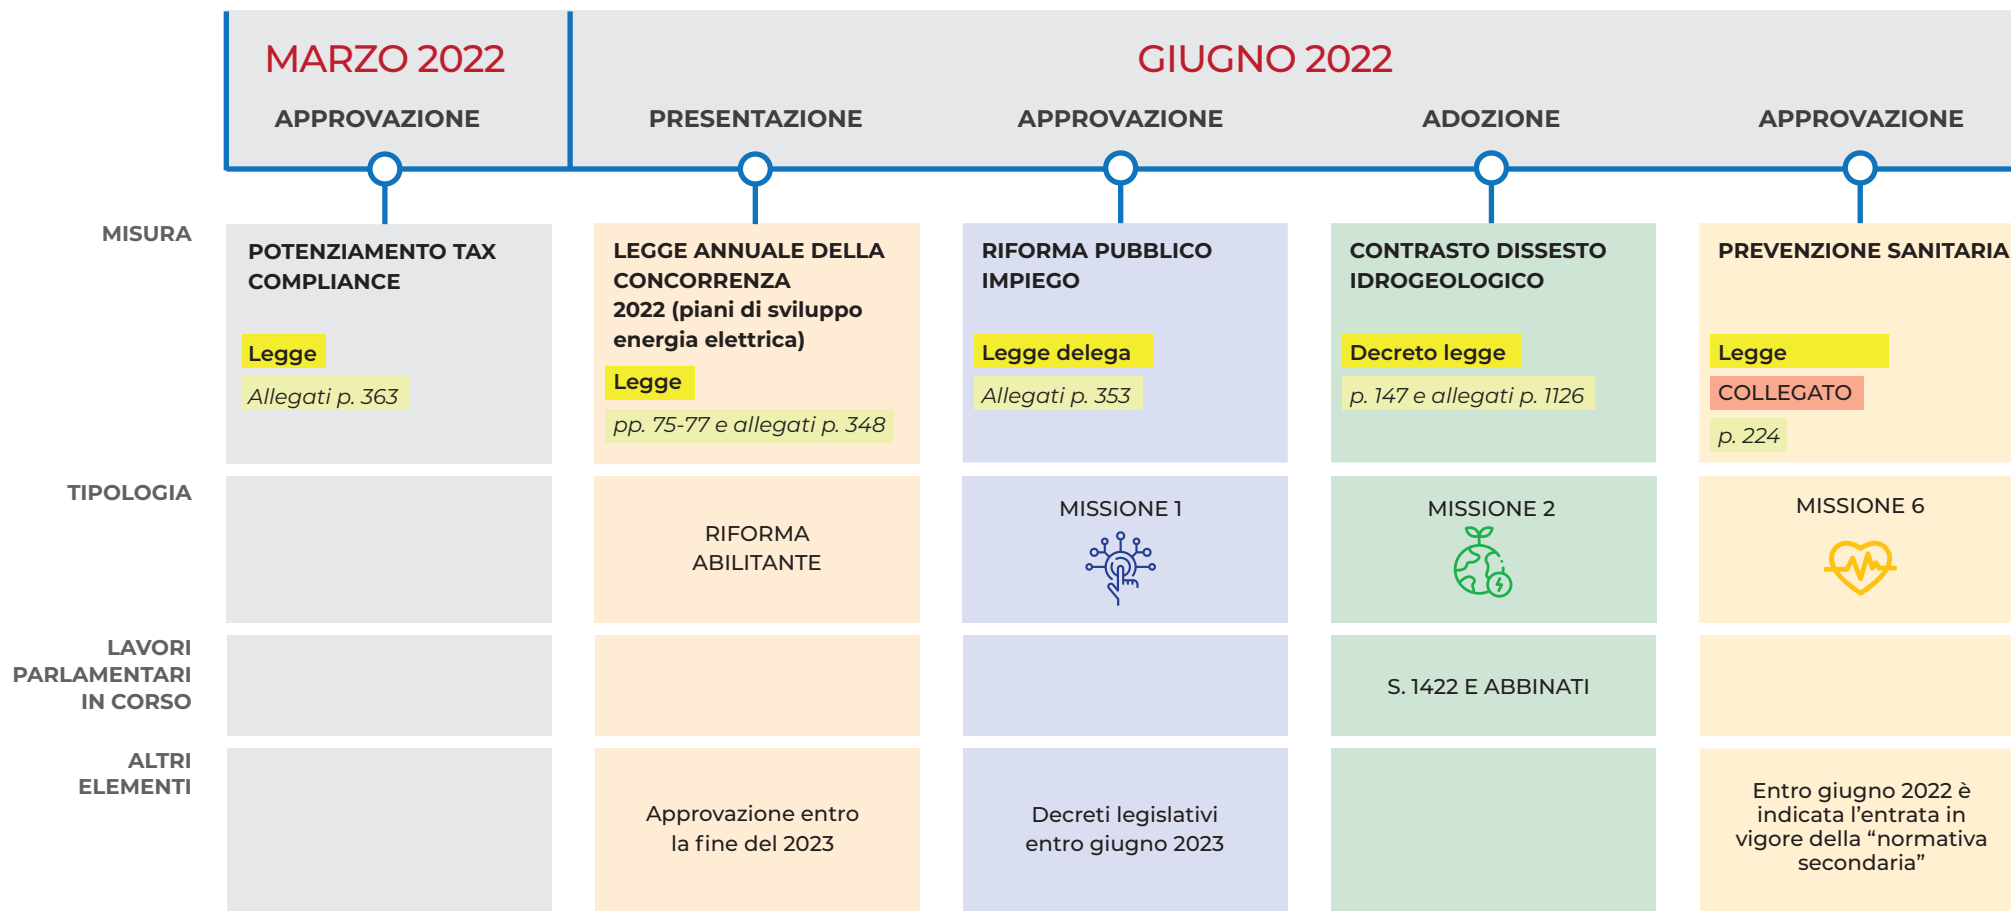 MARZO 2022
GIUGNO 2022
APPROVAZIONE
PRESENTAZIONE
APPROVAZIONE
ADOZIONE
APPROVAZIONE
MISURA
POTENZIAMENTO TAX
COMPLIANCE
Legge
Allegati p. 363
LEGGE ANNUALE DELLA
CONCORRENZA
2022 (piani di sviluppo
energia elettrica)
Legge
pp. 75-77 e allegati p. 348
RIFORMA PUBBLICO
IMPIEGO
Legge delega
Allegati p. 353
CONTRASTO DISSESTO
IDROGEOLOGICO
Decreto legge
p. 147 e allegati p. 1126
PREVENZIONE SANITARIA
Legge
COLLEGATO
p. 224
TIPOLOGIA
RIFORMA
ABILITANTE
MISSIONE 1
MISSIONE 2
MISSIONE 6
LAVORI
PARLAMENTARI
IN CORSO
S. 1422 E ABBINATI
ALTRI
ELEMENTI
Approvazione entro
la fine del 2023
Decreti legislativi
entro giugno 2023
Entro giugno 2022 è
indicata l’entrata in
vigore della “normativa
secondaria”